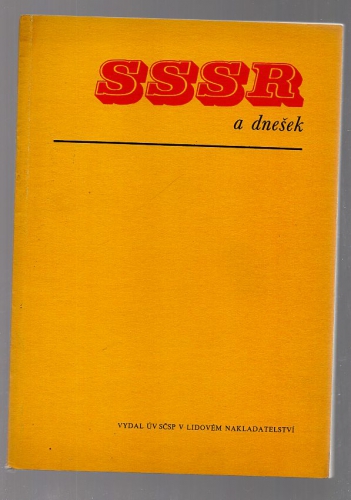 SSSR
a dnešek
VYDAL ÚV SČSP V LIDOVÉM NAKLADATELSTVÍ